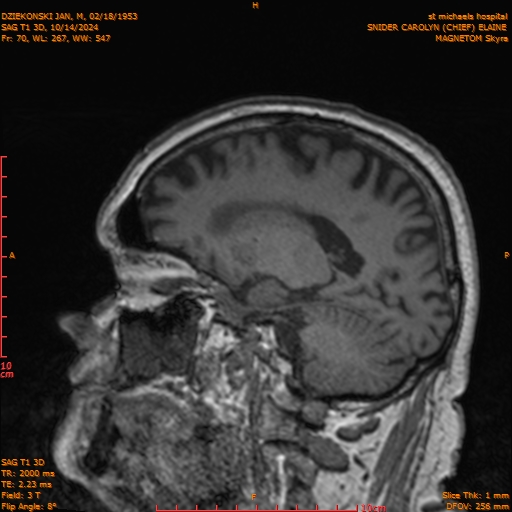 H
DZIEKONSKI JAN, M, 02/18/1953
SAG T1 3D, 10/14/2024
Fr: 70, WL: 267, WW: 547
st michaels hospital
SNIDER CAROLYN (CHIEF) ELAINE
MAGNETOM Skyra
A
P
10
cm
SAG T1 3D
TR: 2000 ms
TE: 2.23 ms
Field: 3 T
Flip Angle: 8°
F
10cm
Slice Thk: 1 mm
DFOV: 256 mm